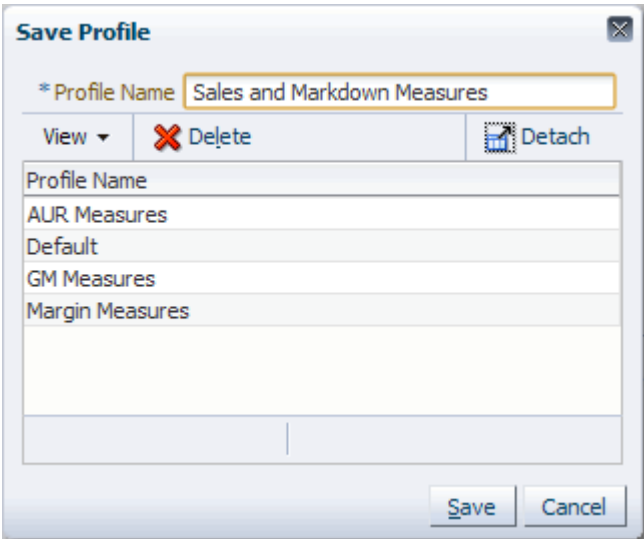 Save Profile
* Profile Name Sales and Markdown Measures
View Delete Detach
Profile Name
AUR Measures
Default
GM Measures
Margin Measures
Save Cancel